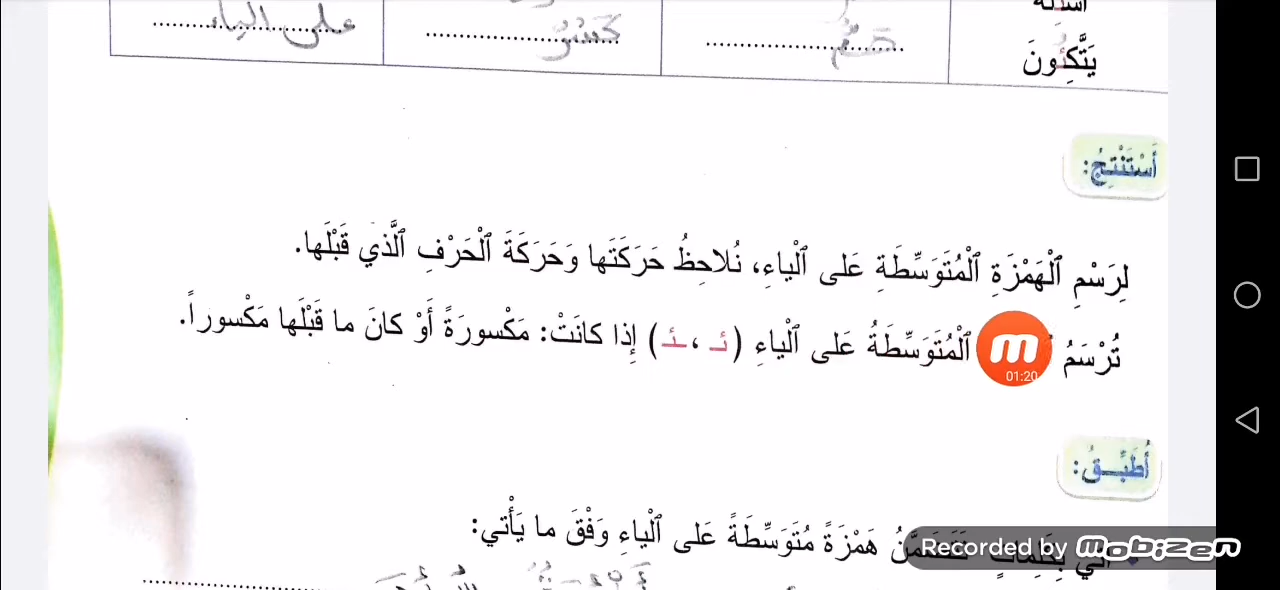 ضم كسر على الياء
يَتَّكِئُونَ
أَسْتَنْتِجُ:
لِرَسْمِ ٱلْهَمْزَةِ ٱلْمُتَوَسِّطَةِ عَلى ٱلْياءِ، نُلاحِظُ حَرَكَتَها وَحَرَكَةَ ٱلْحَرْفِ ٱلَّذي قَبْلَها.
تُرْسَمُ ٱلْمُتَوَسِّطَةُ عَلى ٱلْياءِ (ئـ ، ـئـ) إِذا كانَتْ: مَكْسورَةً أَوْ كانَ ما قَبْلَها مَكْسوراً.
m
01:20
أُطَبِّقُ:
هَمْزَةً مُتَوَسِّطَةً عَلى ٱلْياءِ وَفْقَ ما يَأْتي:
Recorded by mobizen